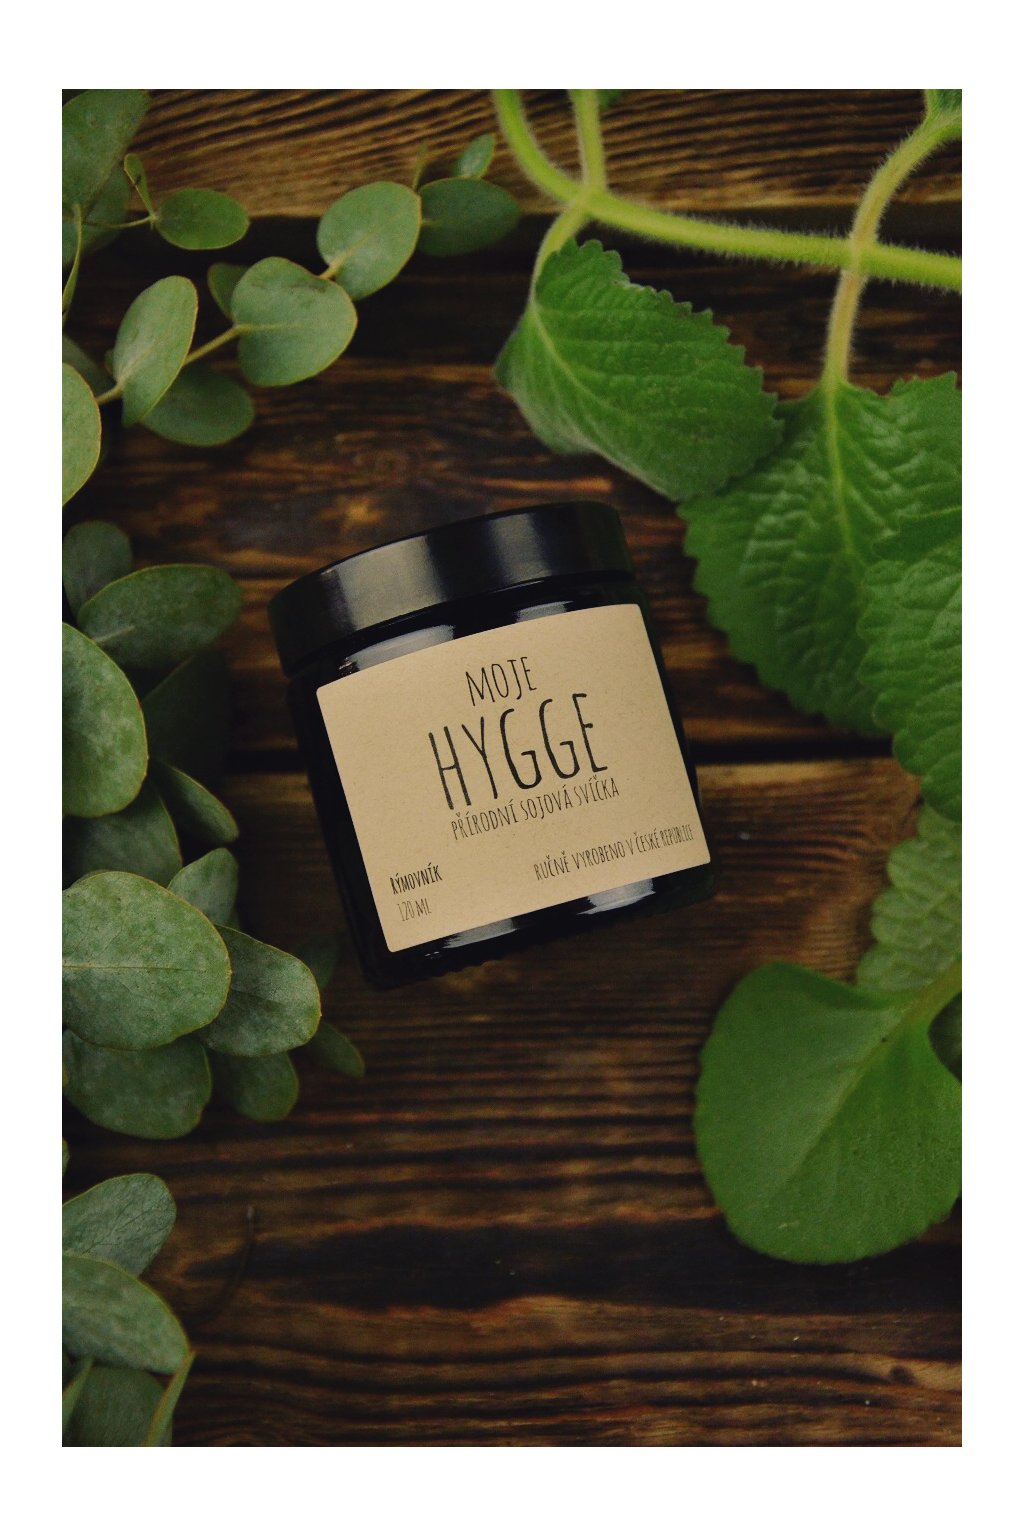 MOJE
HYGGE
PŘÍRODNÍ SOJOVÁ SVÍČKA
RÝMOVNÍK
120 ML
RUČNĚ VYROBENO V ČESKÉ REPUBLICE